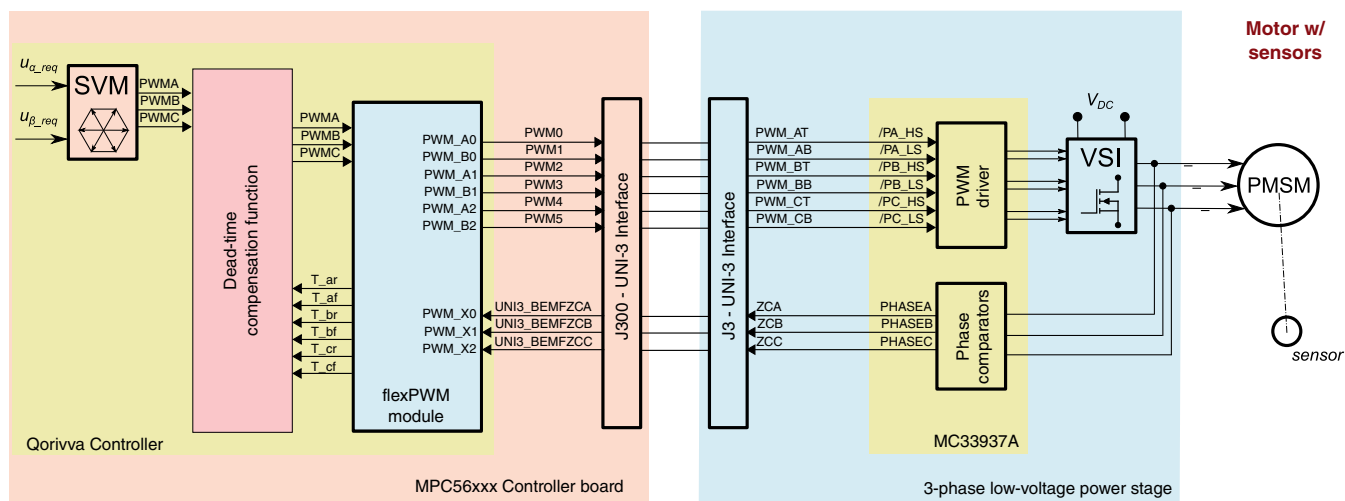 Motor w/
sensors
uα_req
uβ_req
SVM
PWMA
PWMB
PWMC
Dead-time
compensation function
PWMA
PWMB
PWMC
T_ar
T_af
T_br
T_bf
T_cr
T_cf
PWM_A0
PWM_B0
PWM_A1
PWM_B1
PWM_A2
PWM_B2
PWM_X0
PWM_X1
PWM_X2
flexPWM
module
PWM0
PWM1
PWM2
PWM3
PWM4
PWM5
UNI3_BEMFZCA
UNI3_BEMFZCB
UNI3_BEMFZCC
J300 - UNI-3 Interface
J3 - UNI-3 Interface
PWM_AT
PWM_AB
PWM_BT
PWM_BB
PWM_CT
PWM_CB
ZCA
ZCB
ZCC
/PA_HS
/PA_LS
/PB_HS
/PB_LS
/PC_HS
/PC_LS
PHASEA
PHASEB
PHASEC
PWM
driver
Phase
comparators
VDC
VSI
PMSM
sensor
Qorivva Controller
MC33937A
MPC56xxx Controller board
3-phase low-voltage power stage